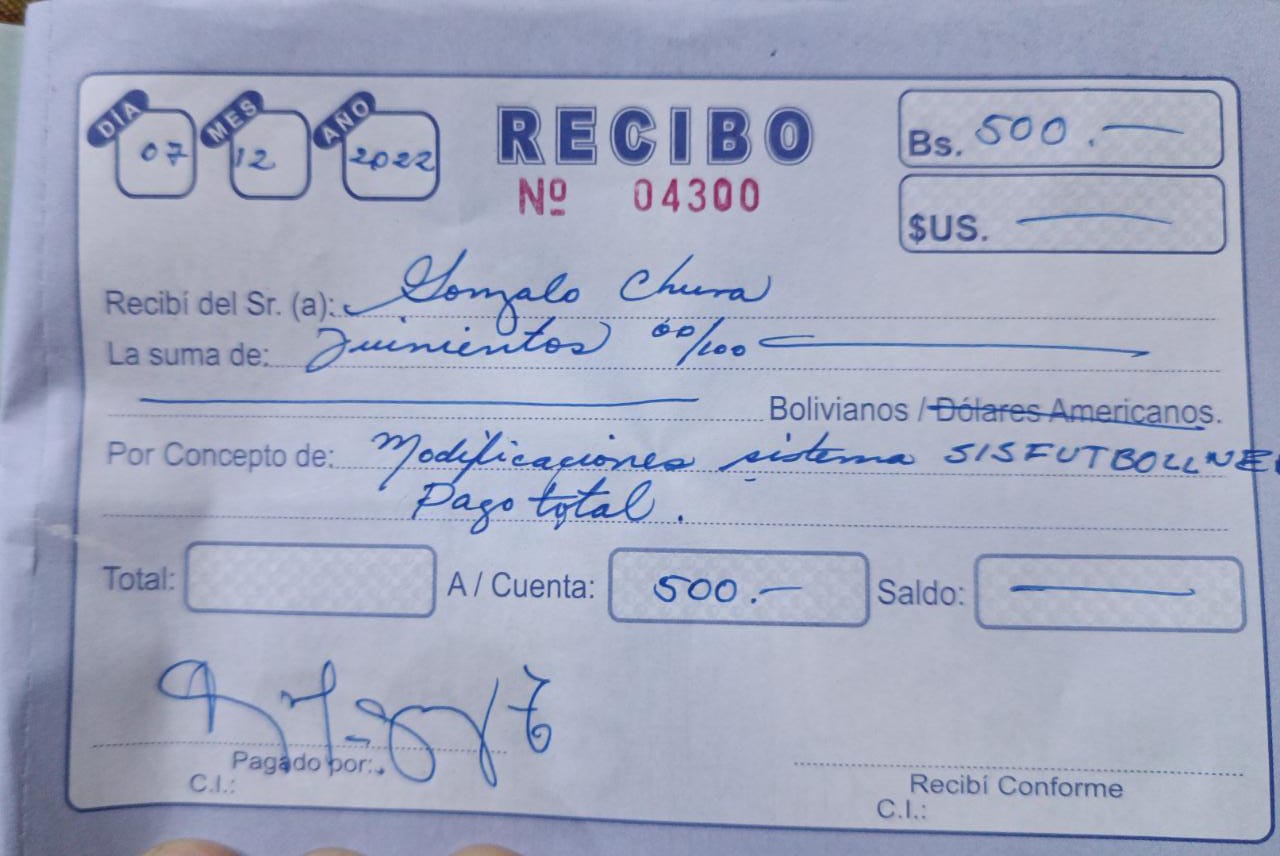 DIA 07 MES 12 AÑO 2022
RECIBO
Nº 04300
Bs. 500.—
$US. —
Recibí del Sr. (a): Gonzalo Chura
La suma de: Quinientos 00/100
Bolivianos / Dólares Americanos.
Por Concepto de: Modificaciones sistema SISFUTBOLLNE
Pago total.
Total: A / Cuenta: 500.— Saldo: —
Pagado por:
C.I.:
Recibí Conforme
C.I.: